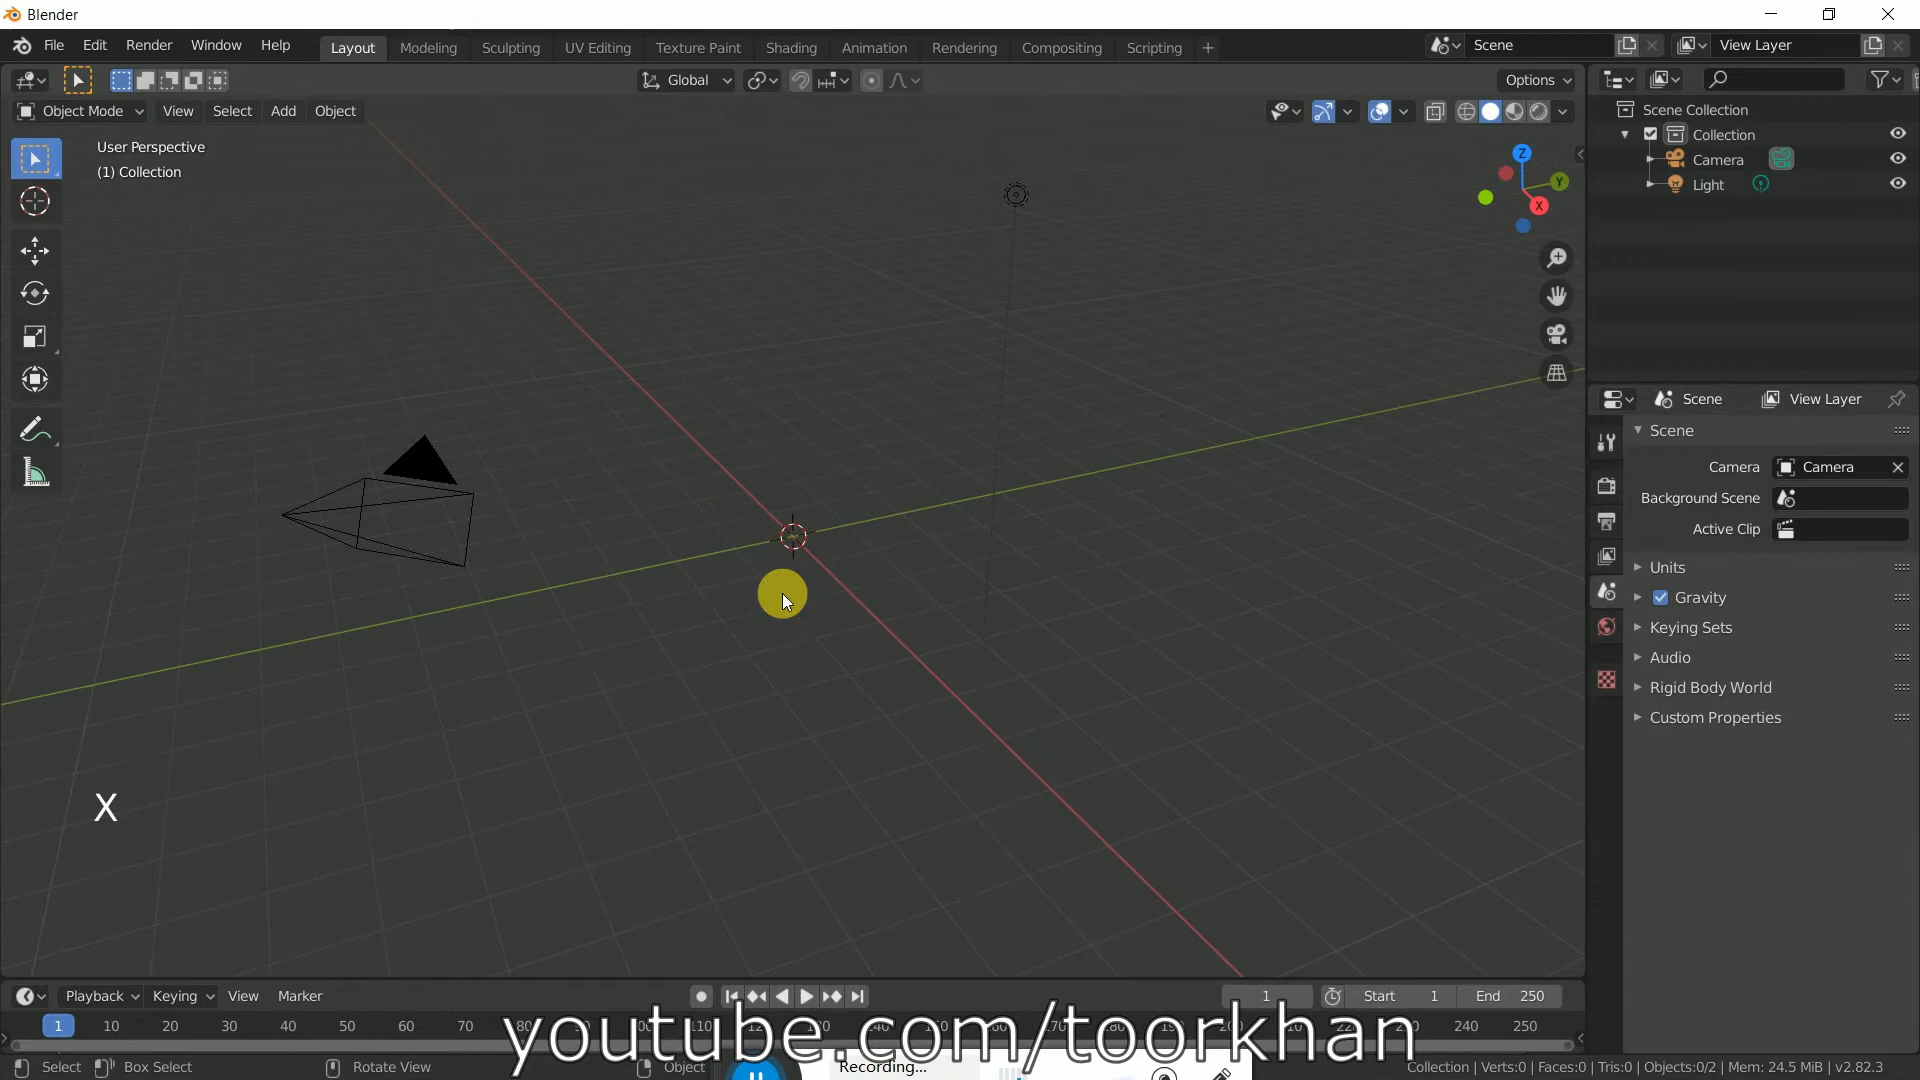 Blender
File Edit Render Window Help Layout Modeling Sculpting UV Editing Texture Paint Shading Animation Rendering Compositing Scripting + Scene View Layer
Global Options
Object Mode View Select Add Object
User Perspective
(1) Collection
Z
Y
X
Scene Collection
Collection
Camera
Light
Scene View Layer
Scene
Camera Camera
Background Scene
Active Clip
Units
Gravity
Keying Sets
Audio
Rigid Body World
Custom Properties
X
Playback Keying View Marker 1 Start 1 End 250
1 10 20 30 40 50 60 70 240 250
youtube.com/toorkhan
Select Box Select Rotate View Object Recording... Collection | Verts:0 | Faces:0 | Tris:0 | Objects:0/2 | Mem: 24.5 MiB | v2.82.3